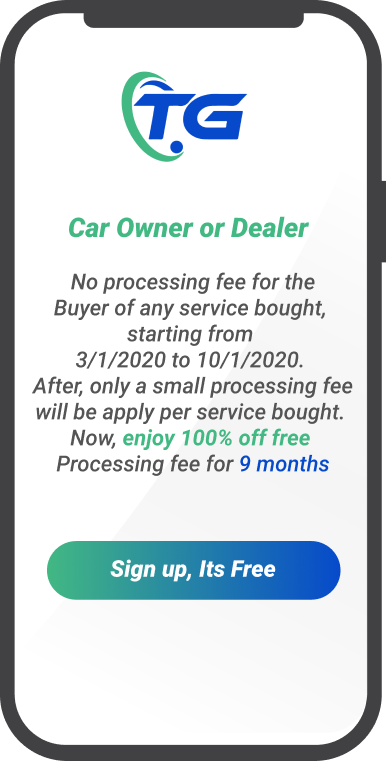 TG
Car Owner or Dealer
No processing fee for the
Buyer of any service bought,
starting from
3/1/2020 to 10/1/2020.
After, only a small processing fee
will be apply per service bought.
Now, enjoy 100% off free
Processing fee for 9 months
Sign up, Its Free